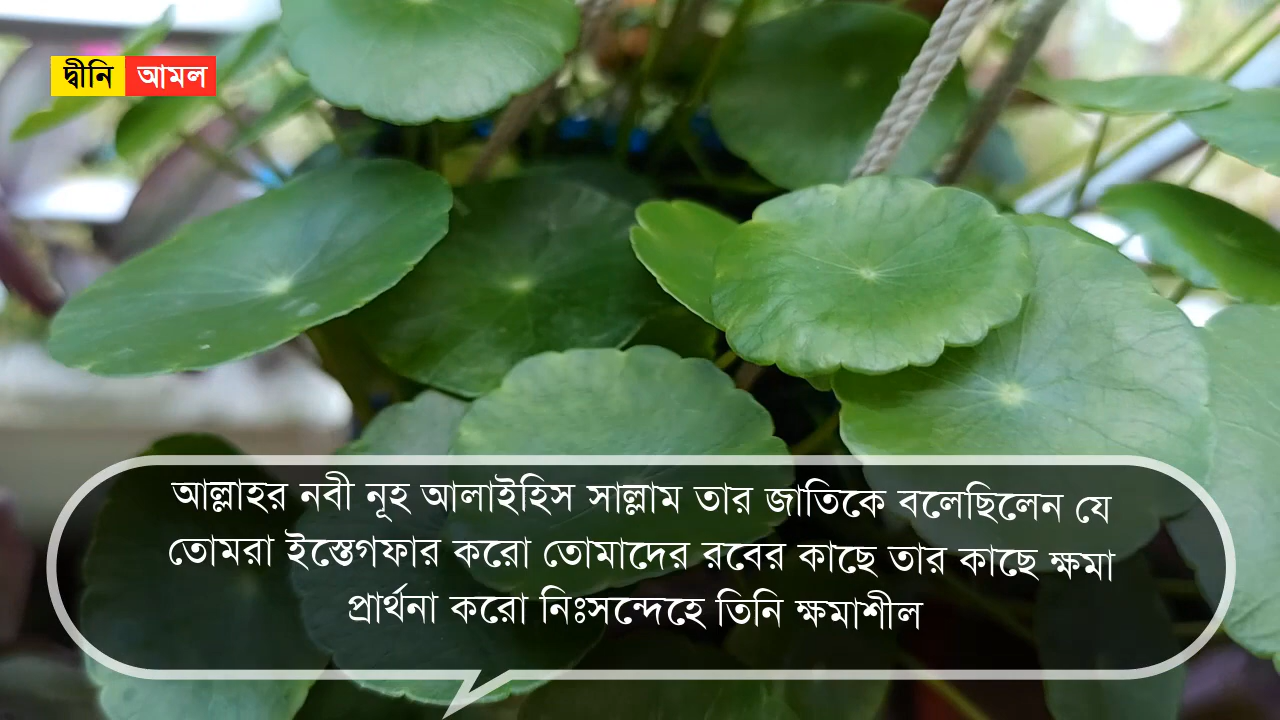 দ্বীনি আমল
আল্লাহর নবী নূহ আলাইহিস সাল্লাম তার জাতিকে বলেছিলেন যে
তোমরা ইস্তেগফার করো তোমাদের রবের কাছে তার কাছে ক্ষমা
প্রার্থনা করো নিঃসন্দেহে তিনি ক্ষমাশীল